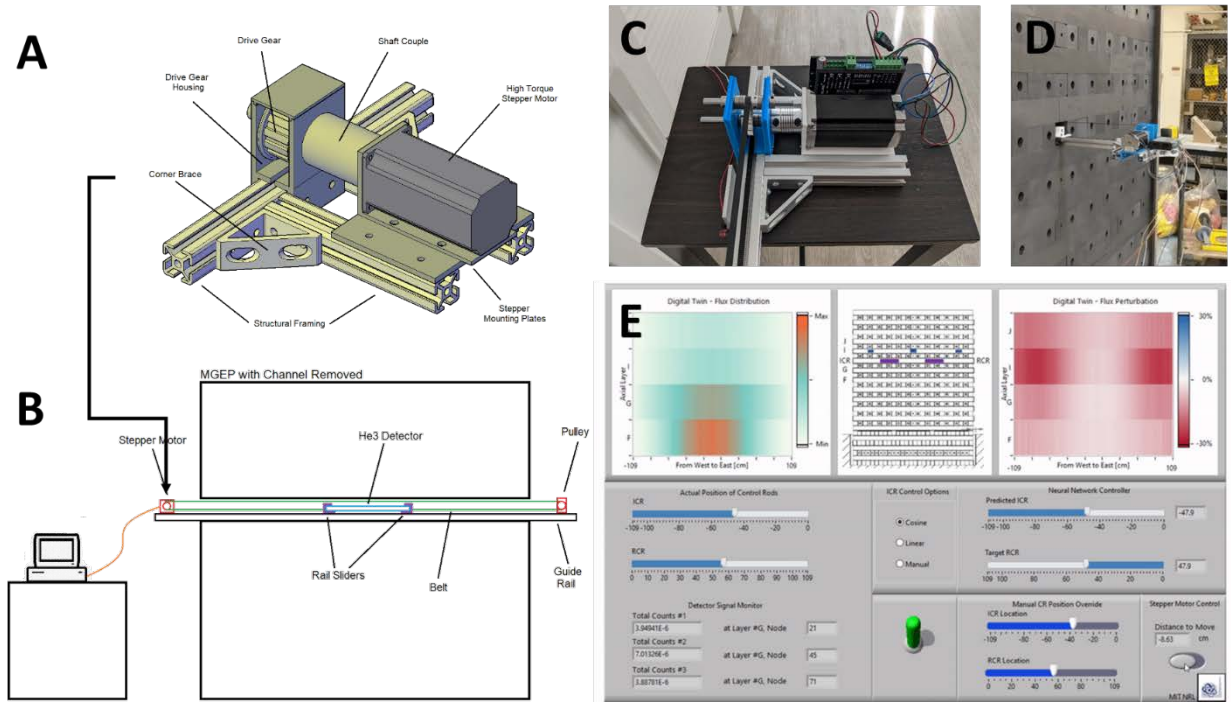 A
Drive Gear
Shaft Couple
Drive Gear
Housing
High Torque
Stepper Motor
Corner Brace
Stepper
Mounting Plates
Structural Framing
B
MGEP with Channel Removed
Stepper Motor
He3 Detector
Pulley
Rail Sliders
Belt
Guide
Rail
C
D
E
Digital Twin - Flux Distribution
Max
Min
Axial Layer
J
I
G
F
-109
From West to East [cm]
109
J
I
ICR
RCR
G
F
Digital Twin - Flux Perturbation
30%
0%
-30%
Axial Layer
J
I
G
F
-109
From West to East [cm]
109
Actual Position of Control Rods
ICR
-109 -100 -80 -60 -40 -20 0
RCR
0 10 20 30 40 50 60 70 80 90 109
Detector Signal Monitor
Total Counts #1
3.94941E-6 at Layer #G, Node 21
Total Counts #2
7.01326E-6 at Layer #G, Node 45
Total Counts #3
3.88781E-6 at Layer #G, Node 71
ICR Control Options
Cosine
Linear
Manual
Neural Network Controller
Predicted ICR
-47.9
-109 -100 -80 -60 -40 -20 0
Target RCR
47.9
109 100 90 80 70 60 50 40 30 20 10 0
Manual CR Position Override
ICR Location
-109 -80 -60 -40 -20 0
RCR Location
0 20 40 60 80 109
Stepper Motor Control
Distance to Move
-8.63 cm
MIT NRL